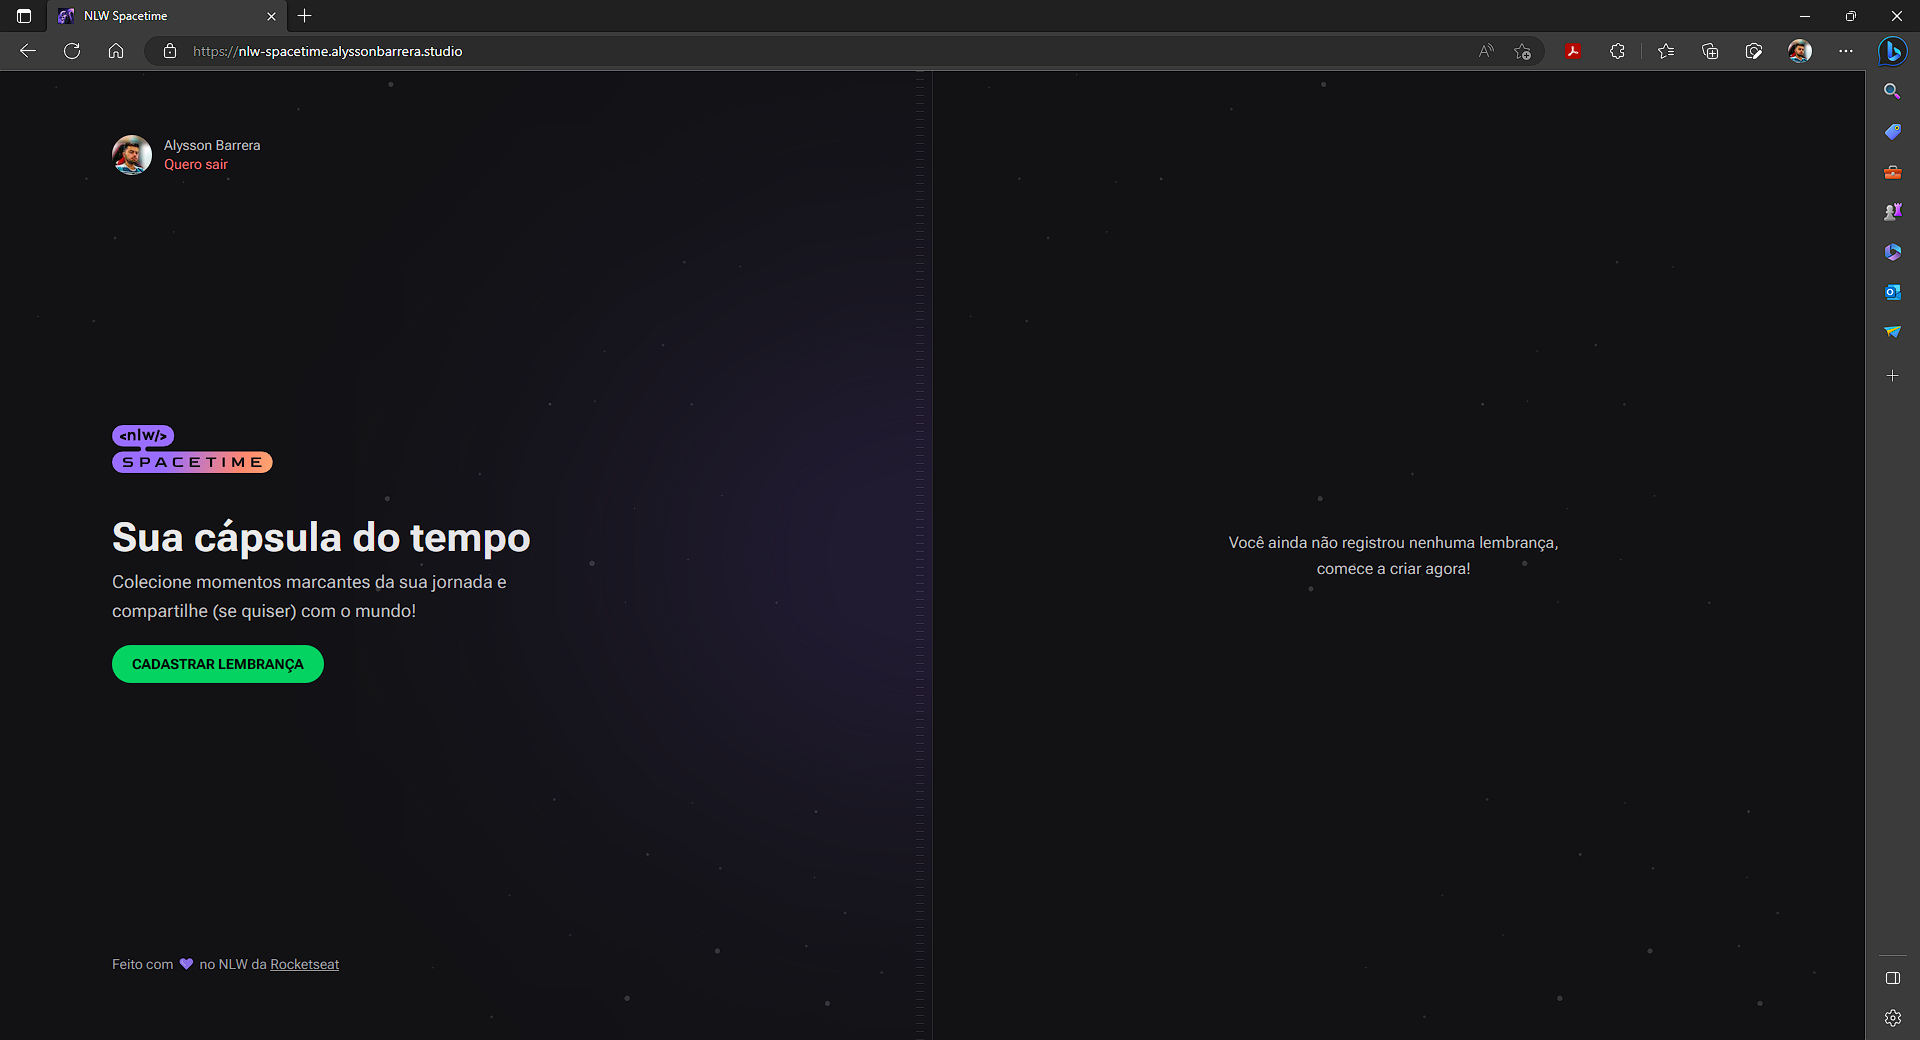 NLW Spacetime
https://nlw-spacetime.alyssonbarrera.studio
Alysson Barrera
Quero sair
<nlw/>
SPACETIME
Sua cápsula do tempo
Colecione momentos marcantes da sua jornada e
compartilhe (se quiser) com o mundo!
CADASTRAR LEMBRANÇA
Feito com 💜 no NLW da Rocketseat
Você ainda não registrou nenhuma lembrança,
comece a criar agora!